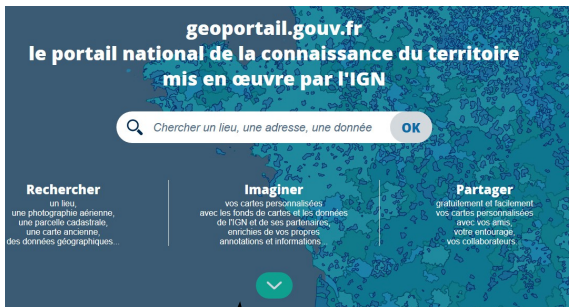 geoportail.gouv.fr
le portail national de la connaissance du territoire
mis en œuvre par l'IGN
Chercher un lieu, une adresse, une donnée
OK
Rechercher
un lieu,
une photographie aérienne,
une parcelle cadastrale,
une carte ancienne,
des données géographiques...
Imaginer
vos cartes personnalisées
avec les fonds de cartes et les données
de l'IGN et de ses partenaires,
enrichies de vos propres
annotations et informations...
Partager
gratuitement et facilement
vos cartes personnalisées
avec vos amis,
votre entourage,
vos collaborateurs...